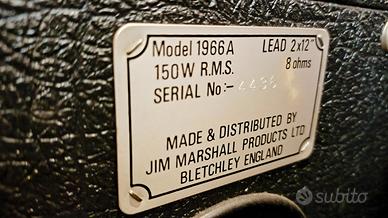 Model 1966A LEAD 2x12"
150W R.M.S. 8 ohms
SERIAL No:-
MADE & DISTRIBUTED BY
JIM MARSHALL PRODUCTS LTD
BLETCHLEY ENGLAND
subito